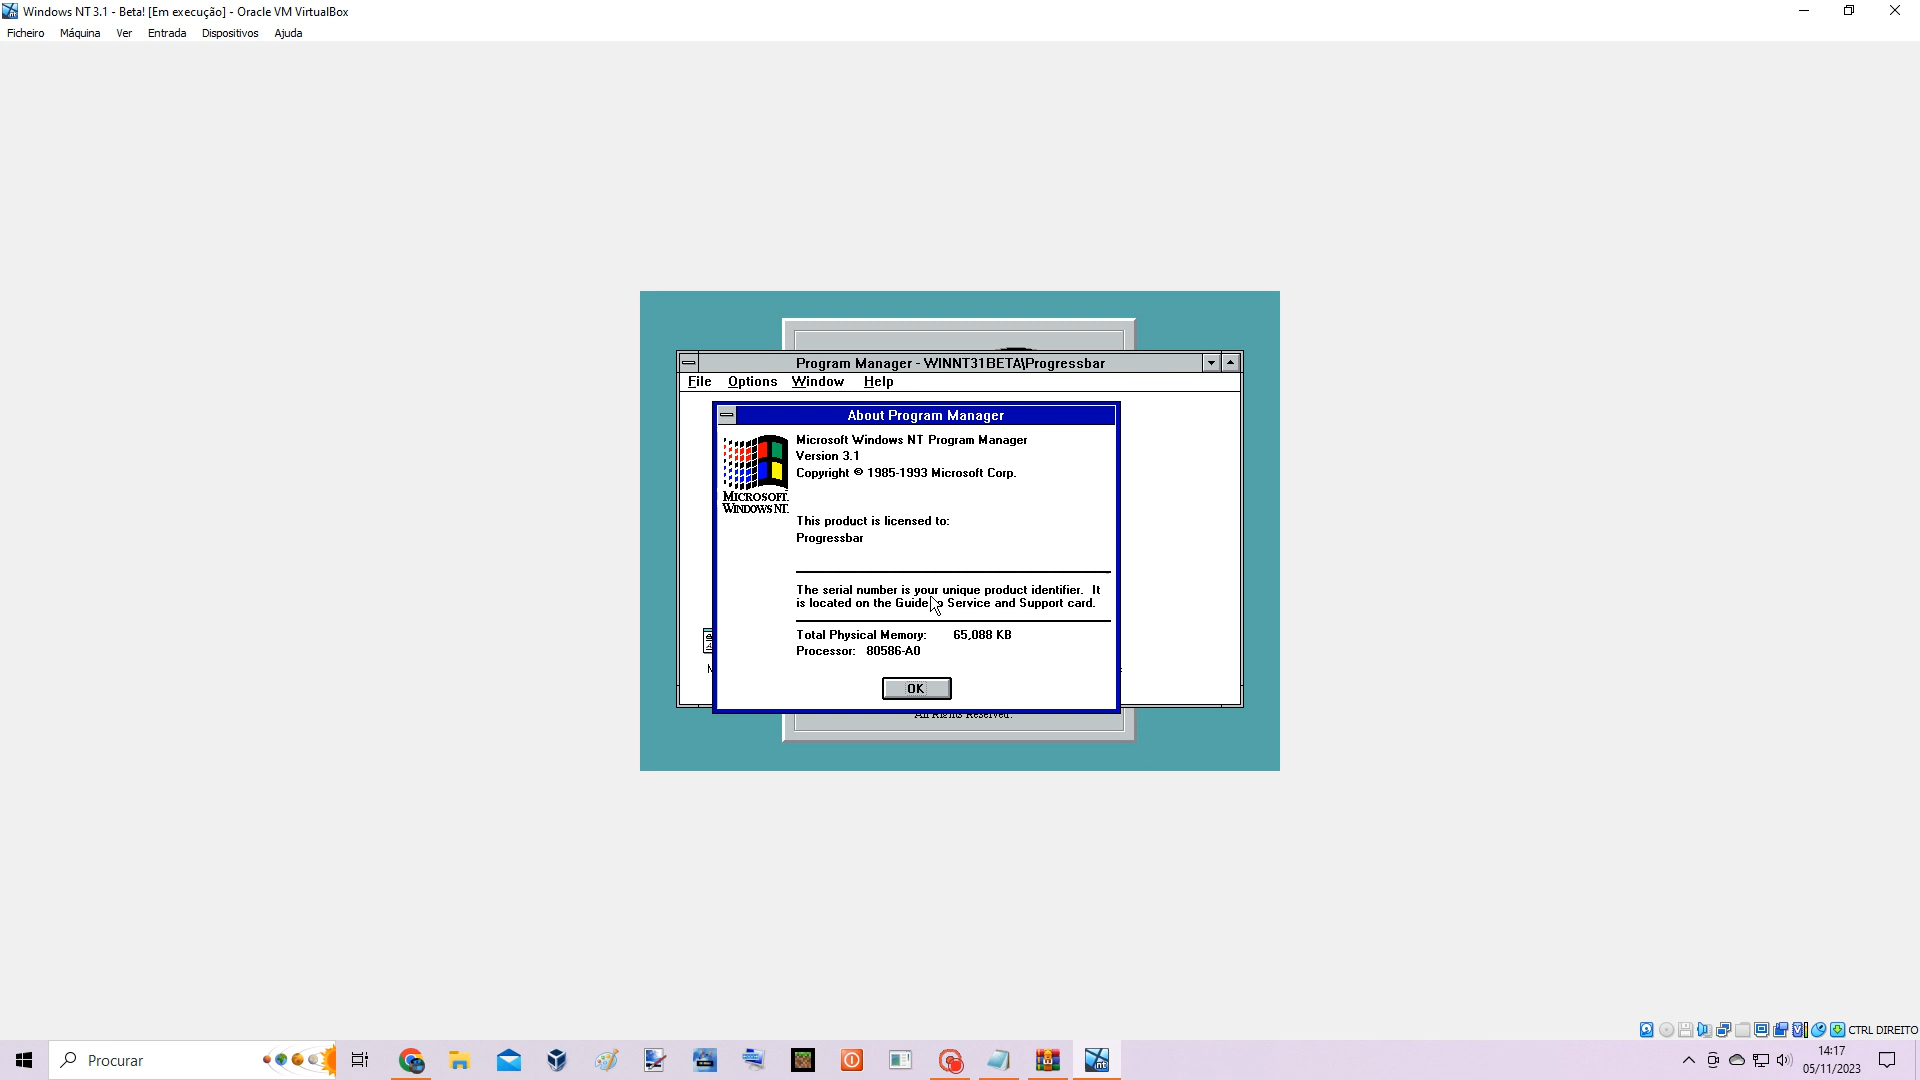 Windows NT 3.1 - Beta! [Em execução] - Oracle VM VirtualBox
Ficheiro Máquina Ver Entrada Dispositivos Ajuda
Program Manager - WINNT31BETA\Progressbar
File Options Window Help
About Program Manager
Microsoft Windows NT Program Manager
Version 3.1
Copyright © 1985-1993 Microsoft Corp.
MICROSOFT.
WINDOWS NT.
This product is licensed to:
Progressbar
The serial number is your unique product identifier. It
is located on the Guide Service and Support card.
Total Physical Memory: 65,088 KB
Processor: 80586-A0
OK
All Rights Reserved.
CTRL DIREITO
Procurar
nt
14:17
05/11/2023